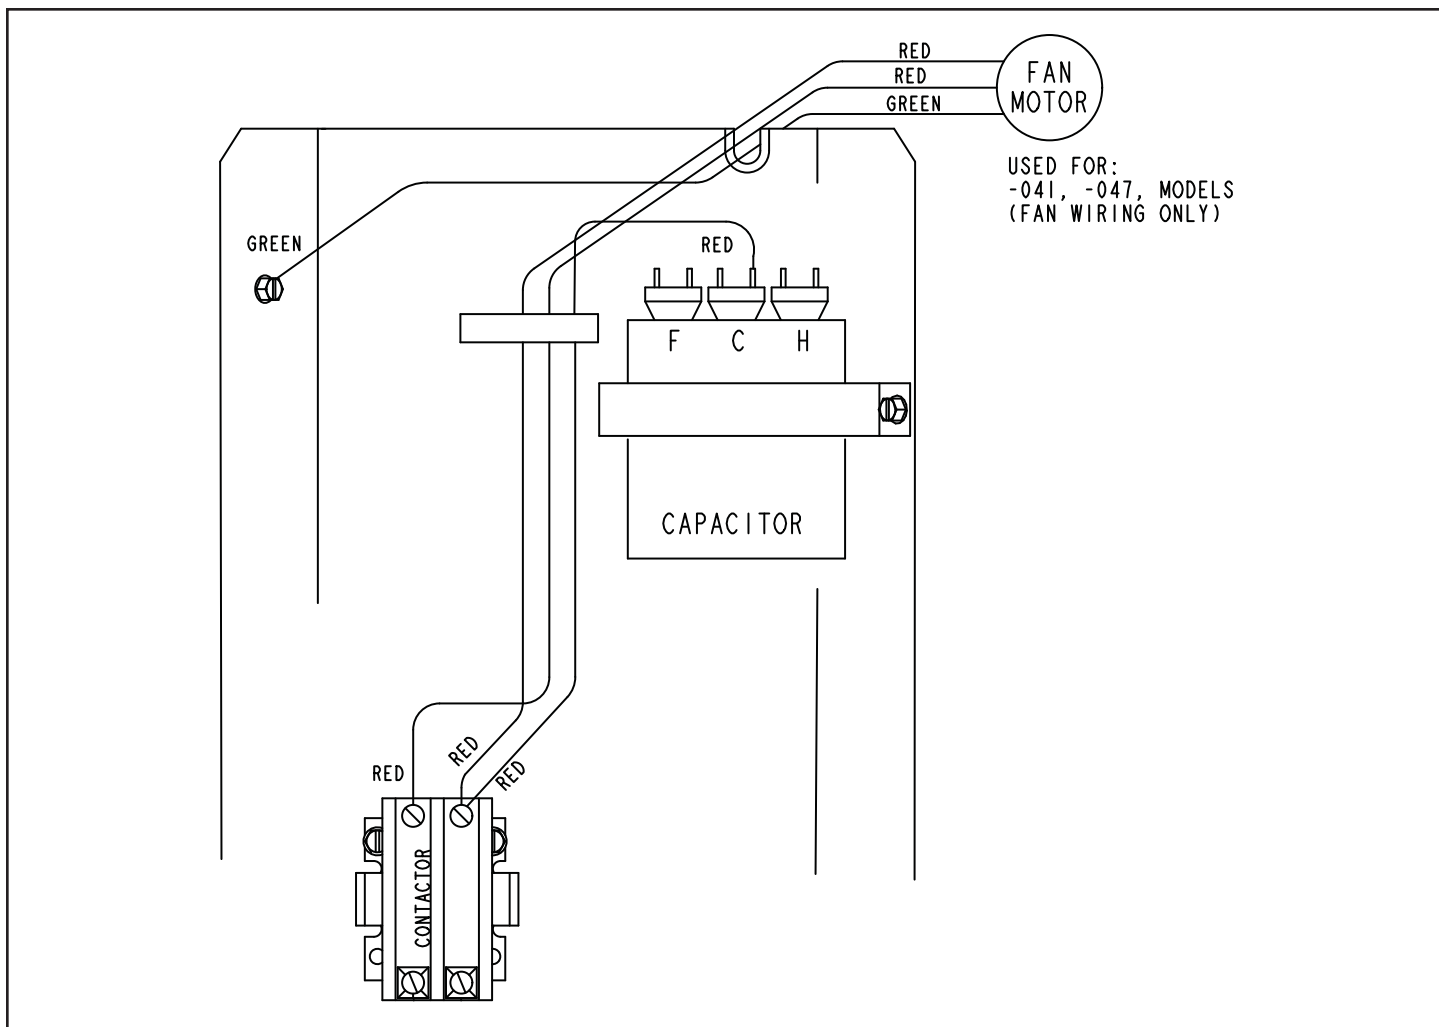 RED
RED
GREEN
FAN
MOTOR
USED FOR:
-041, -047, MODELS
(FAN WIRING ONLY)
GREEN
RED
F C H
CAPACITOR
RED
RED
RED
CONTACTOR